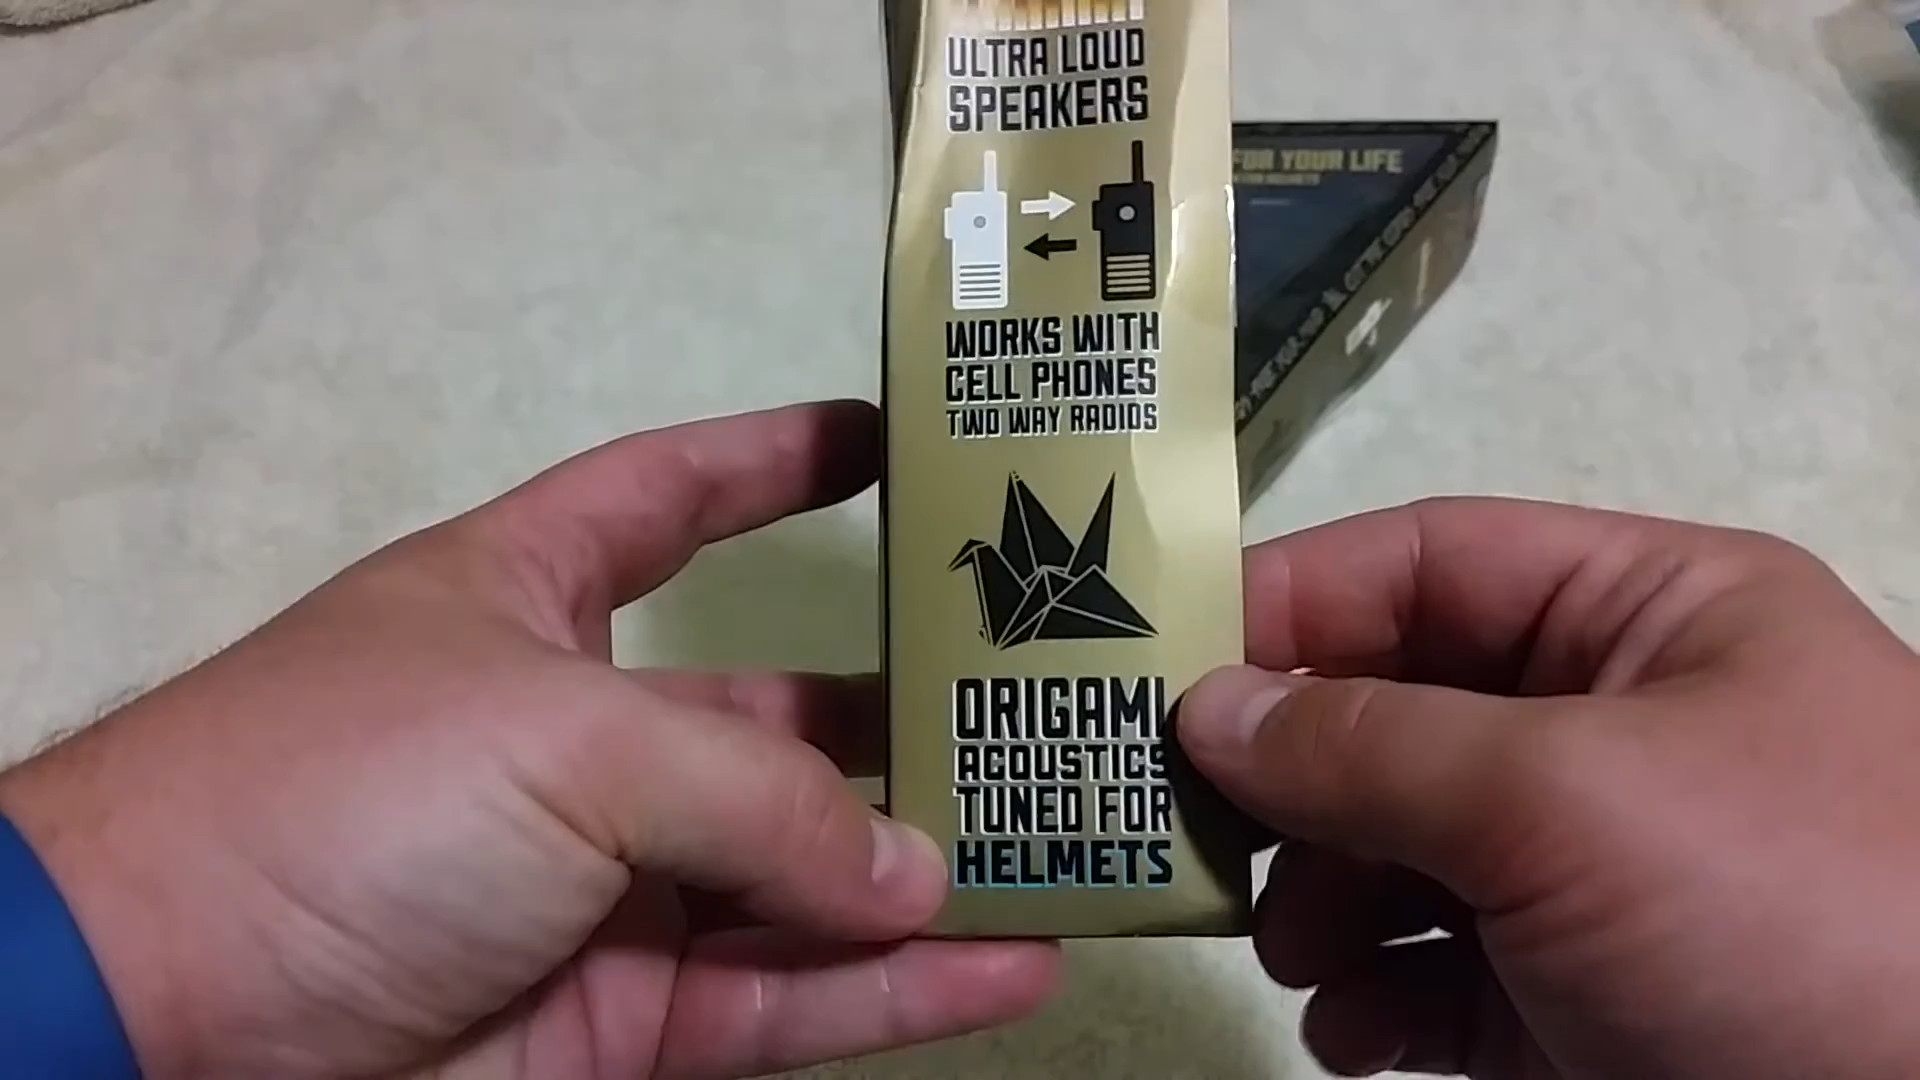 ULTRA LOUD
SPEAKERS
WORKS WITH
CELL PHONES
TWO WAY RADIOS
ORIGAMI
ACOUSTICS
TUNED FOR
HELMETS
FOR YOUR LIFE